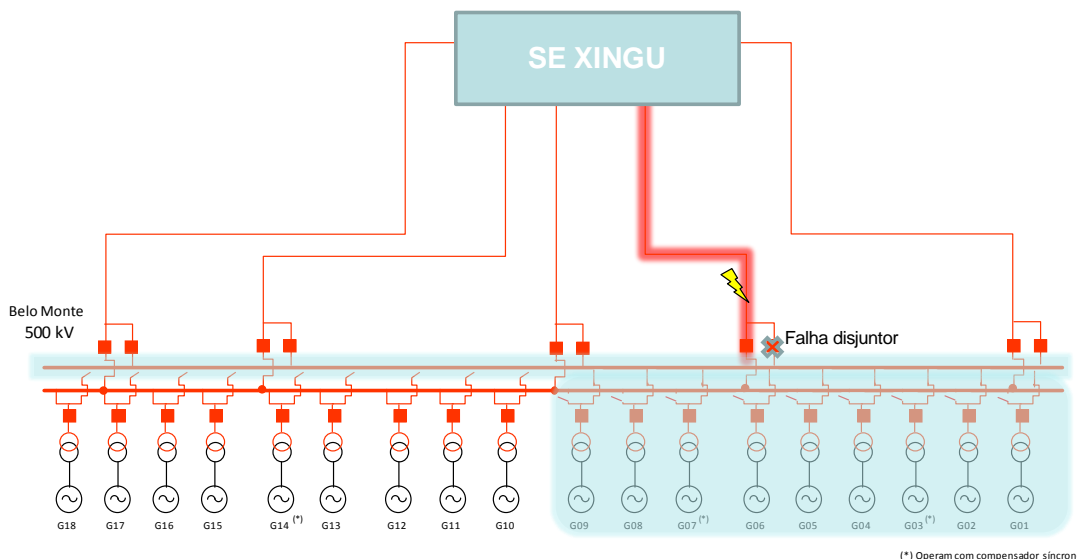 SE XINGU
Belo Monte
500 kV
Falha disjuntor
G18 G17 G16 G15 G14 (*) G13 G12 G11 G10 G09 G08 G07 (*) G06 G05 G04 G03 (*) G02 G01
(*) Operam com compensador síncron